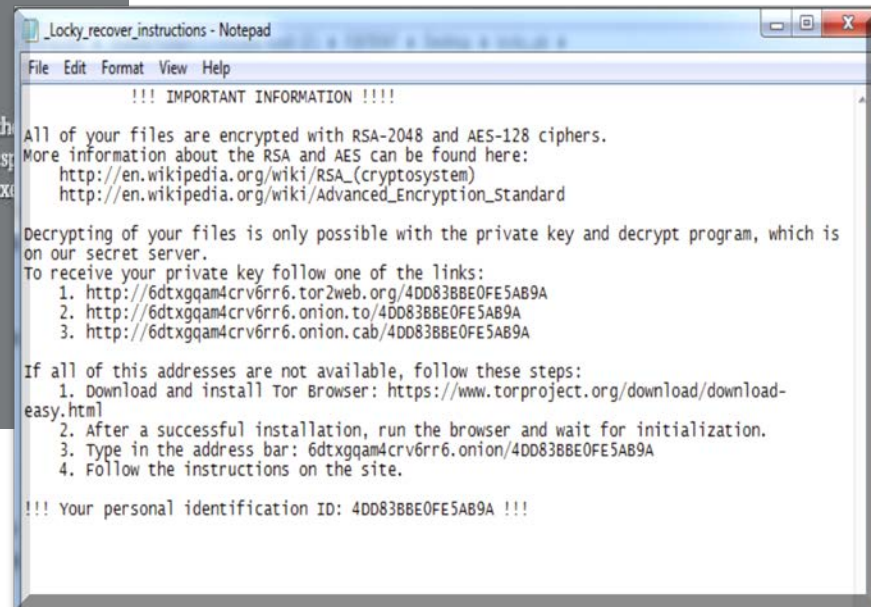 _Locky_recover_instructions - Notepad
File Edit Format View Help
!!! IMPORTANT INFORMATION !!!!
All of your files are encrypted with RSA-2048 and AES-128 ciphers.
More information about the RSA and AES can be found here:
http://en.wikipedia.org/wiki/RSA_(cryptosystem)
http://en.wikipedia.org/wiki/Advanced_Encryption_Standard
Decrypting of your files is only possible with the private key and decrypt program, which is
on our secret server.
To receive your private key follow one of the links:
1. http://6dtxgqam4crv6rr6.tor2web.org/4DD83BBE0FE5AB9A
2. http://6dtxgqam4crv6rr6.onion.to/4DD83BBE0FE5AB9A
3. http://6dtxgqam4crv6rr6.onion.cab/4DD83BBE0FE5AB9A
If all of this addresses are not available, follow these steps:
1. Download and install Tor Browser: https://www.torproject.org/download/download-
easy.html
2. After a successful installation, run the browser and wait for initialization.
3. Type in the address bar: 6dtxgqam4crv6rr6.onion/4DD83BBE0FE5AB9A
4. Follow the instructions on the site.
!!! Your personal identification ID: 4DD83BBE0FE5AB9A !!!